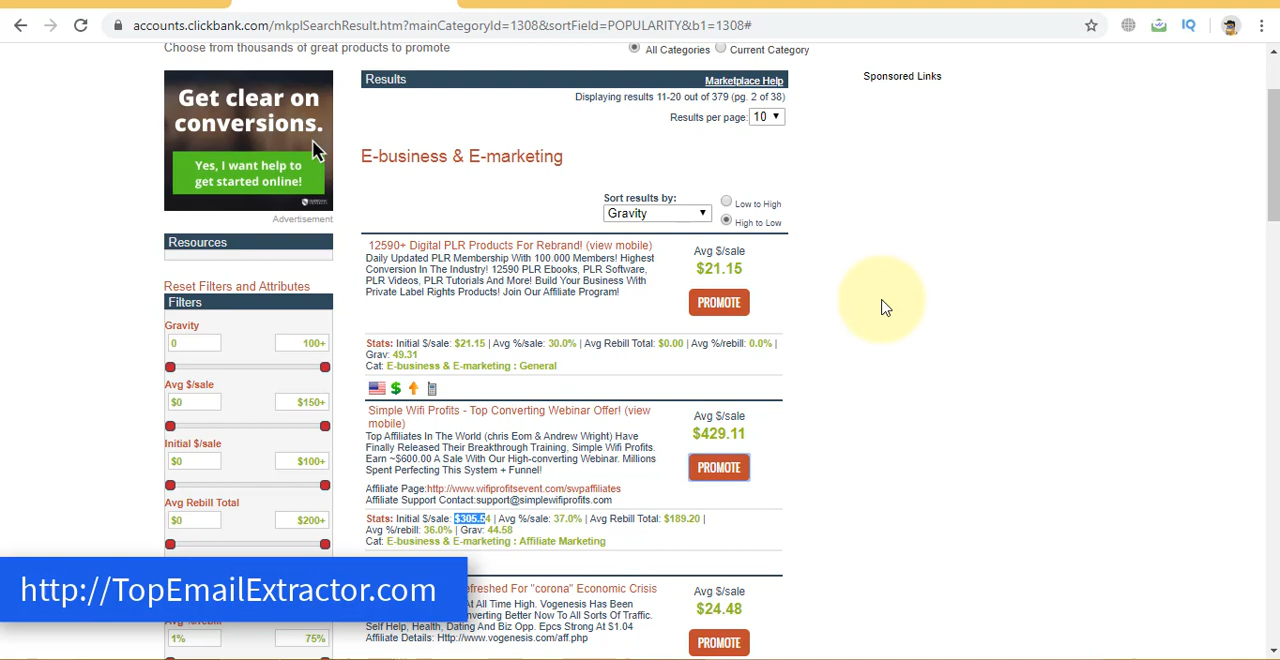 accounts.clickbank.com/mkplSearchResult.htm?mainCategoryId=1308&sortField=POPULARITY&b1=1308#
IQ
Choose from thousands of great products to promote
All Categories Current Category
Get clear on
conversions.
Yes, I want help to
get started online!
Advertisement
Resources
Reset Filters and Attributes
Filters
Gravity
0 100+
Avg $/sale
$0 $150+
Initial $/sale
$0 $100+
Avg Rebill Total
$0 $200+
1% 75%
Results Marketplace Help
Displaying results 11-20 out of 379 (pg. 2 of 38)
Results per page: 10
E-business & E-marketing
Sort results by:
Gravity
Low to High
High to Low
12590+ Digital PLR Products For Rebrand! (view mobile)
Daily Updated PLR Membership With 100.000 Members! Highest
Conversion In The Industry! 12590 PLR Ebooks, PLR Software,
PLR Videos, PLR Tutorials And More! Build Your Business With
Private Label Rights Products! Join Our Affiliate Program!
Avg $/sale
$21.15
PROMOTE
Stats: Initial $/sale: $21.15 | Avg %/sale: 30.0% | Avg Rebill Total: $0.00 | Avg %/rebill: 0.0% |
Grav: 49.31
Cat: E-business & E-marketing : General
Simple Wifi Profits - Top Converting Webinar Offer! (view
mobile)
Top Affiliates In The World (chris Eom & Andrew Wright) Have
Finally Released Their Breakthrough Training, Simple Wifi Profits.
Earn ~$600.00 A Sale With Our High-converting Webinar. Millions
Spent Perfecting This System + Funnel!
Avg $/sale
$429.11
PROMOTE
Affiliate Page:http://www.wifiprofitsevent.com/swpaffiliates
Affiliate Support Contact:support@simplewifiprofits.com
Stats: Initial $/sale: $305.54 | Avg %/sale: 37.0% | Avg Rebill Total: $189.20 |
Avg %/rebill: 36.0% | Grav: 44.58
Cat: E-business & E-marketing : Affiliate Marketing
Refreshed For "corona" Economic Crisis
At All Time High. Vogenesis Has Been
Converting Better Now To All Sorts Of Traffic.
Self Help, Health, Dating And Biz Opp. Epcs Strong At $1.04
Affiliate Details: Http://www.vogenesis.com/aff.php
Avg $/sale
$24.48
PROMOTE
Sponsored Links
http://TopEmailExtractor.com